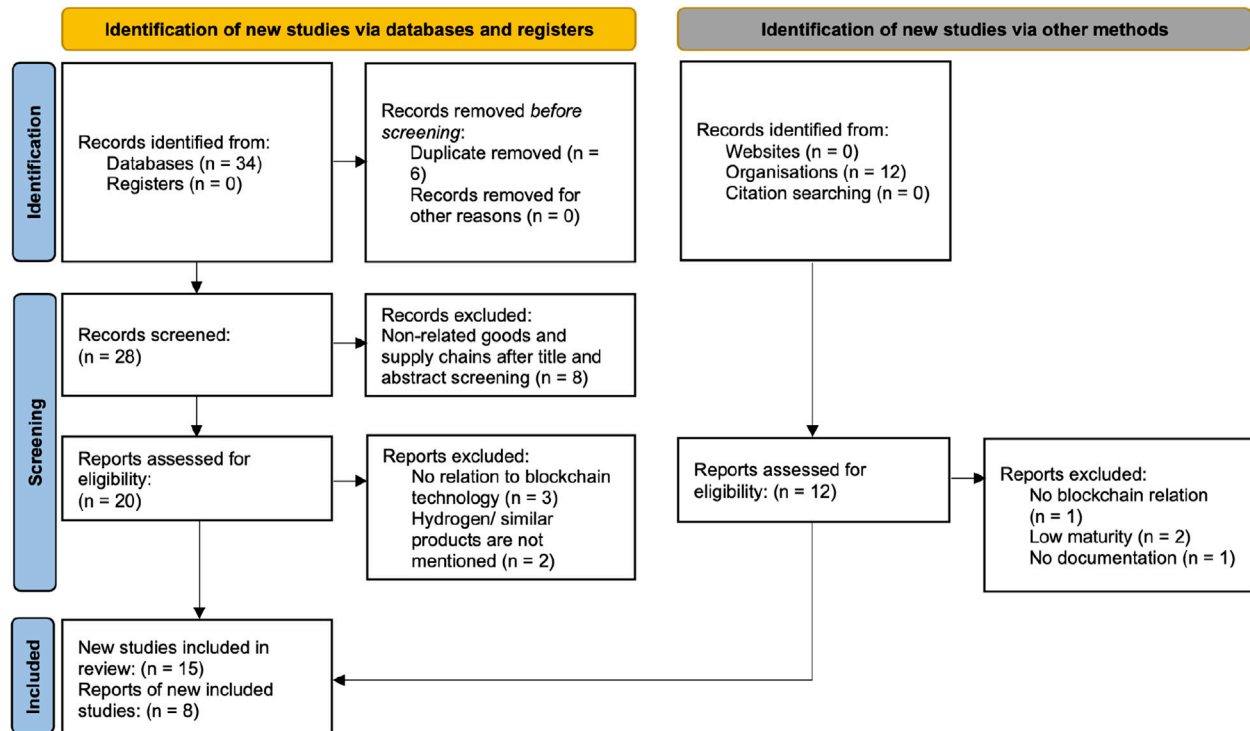 Identification of new studies via databases and registers
Identification of new studies via other methods
Identification
Records identified from:
Databases (n = 34)
Registers (n = 0)
Records removed before
screening:
Duplicate removed (n =
6)
Records removed for
other reasons (n = 0)
Records identified from:
Websites (n = 0)
Organisations (n = 12)
Citation searching (n = 0)
Screening
Records screened:
(n = 28)
Records excluded:
Non-related goods and
supply chains after title and
abstract screening (n = 8)
Reports assessed for
eligibility:
(n = 20)
Reports excluded:
No relation to blockchain
technology (n = 3)
Hydrogen/ similar
products are not
mentioned (n = 2)
Reports assessed for
eligibility: (n = 12)
Reports excluded:
No blockchain relation
(n = 1)
Low maturity (n = 2)
No documentation (n = 1)
Included
New studies included in
review: (n = 15)
Reports of new included
studies: (n = 8)